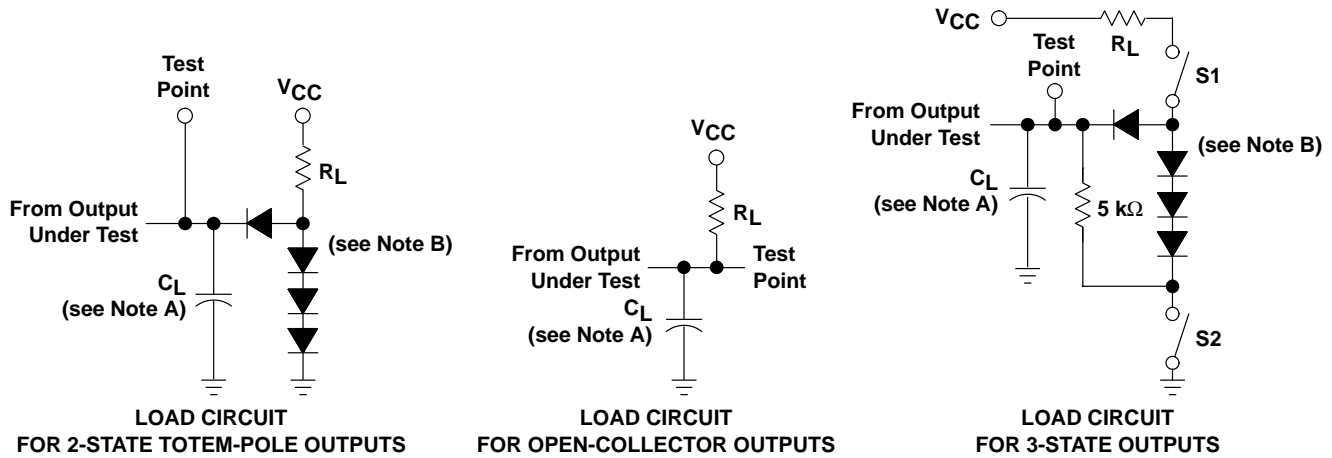 Test
Point
VCC
RL
From Output
Under Test
(see Note B)
CL
(see Note A)
LOAD CIRCUIT
FOR 2-STATE TOTEM-POLE OUTPUTS
VCC
RL
From Output
Under Test
Test
Point
CL
(see Note A)
LOAD CIRCUIT
FOR OPEN-COLLECTOR OUTPUTS
VCC
RL
Test
Point
S1
From Output
Under Test
(see Note B)
CL
(see Note A)
5 kΩ
S2
LOAD CIRCUIT
FOR 3-STATE OUTPUTS